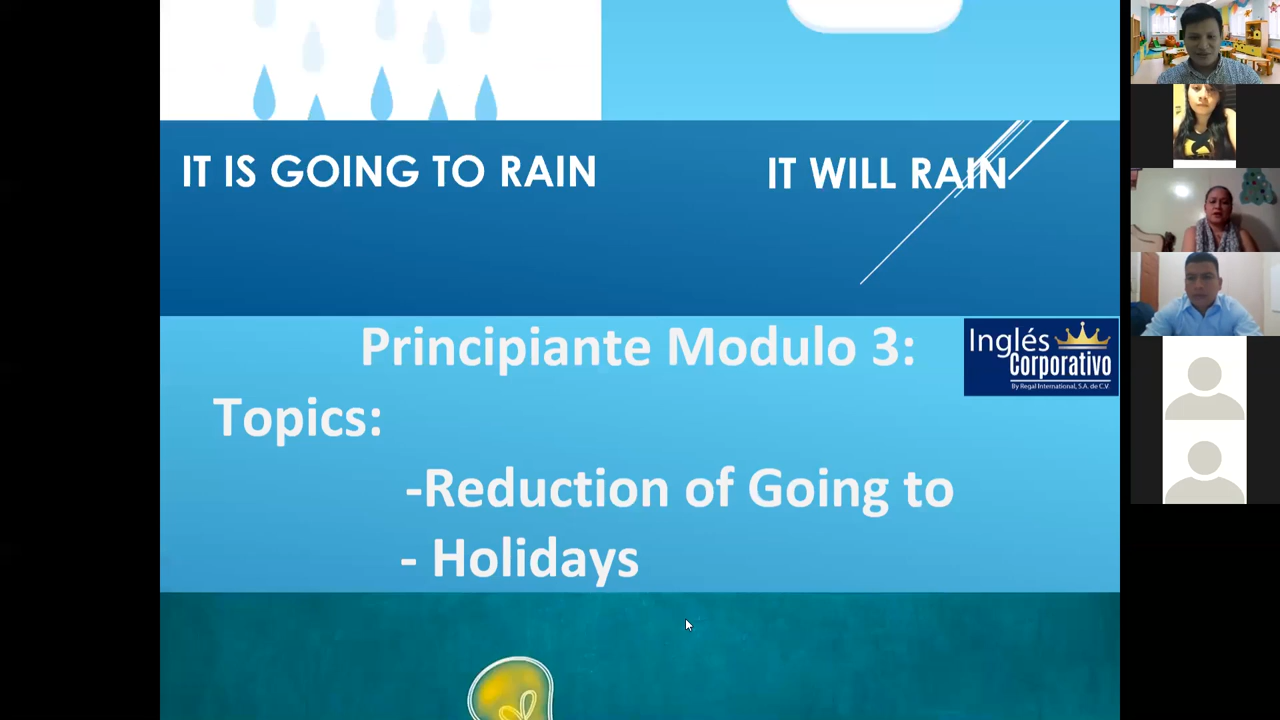 IT IS GOING TO RAIN
IT WILL RAIN
Principiante Modulo 3:
Inglés
Corporativo
By Regal International, S.A. de C.V.
Topics:
-Reduction of Going to
- Holidays